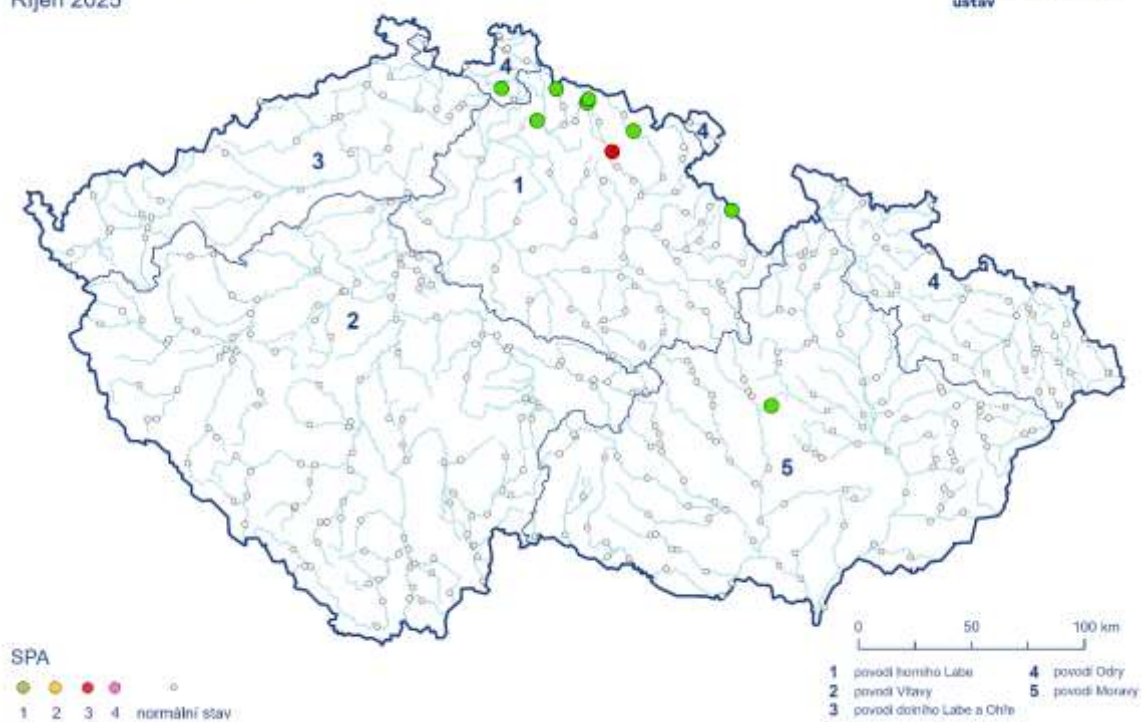 Říjen 2025
ústav
4
4
3
1
4
2
5
0 50 100 km
SPA
1 2 3 4 normální stav
1 povodí horního Labe
2 povodí Vltavy
3 povodí dolního Labe a Ohře
4 povodí Odry
5 povodí Moravy